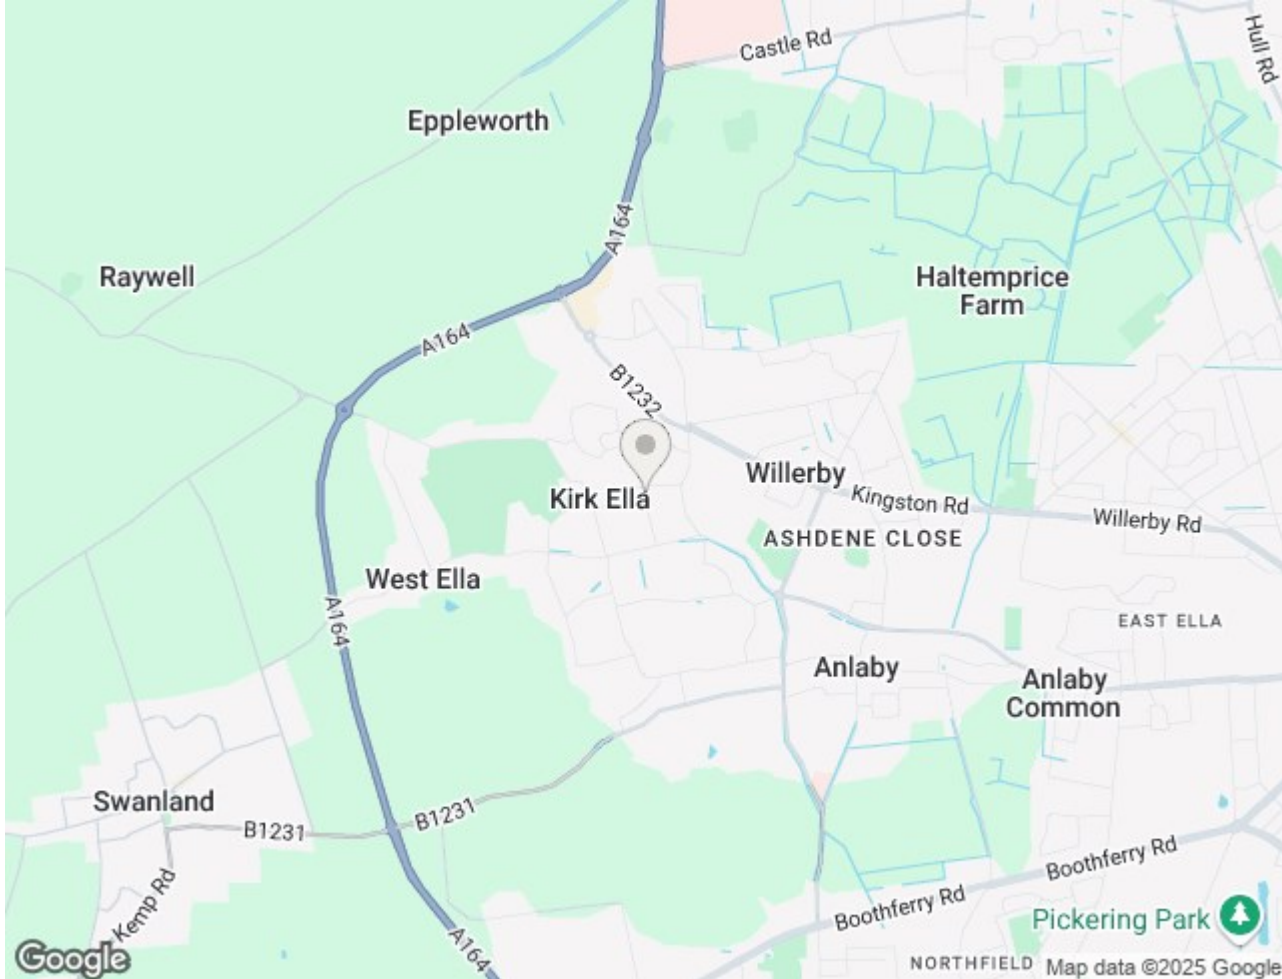 Castle Rd
Hull Rd
Eppleworth
A164
Raywell
Haltemprice
Farm
A164
B1232
Willerby
Kirk Ella
Kingston Rd
Willerby Rd
ASHDENE CLOSE
West Ella
A164
EAST ELLA
Anlaby
Anlaby
Common
Swanland
B1231
B1231
Kemp Rd
Boothferry Rd
Boothferry Rd
Pickering Park
A164
NORTHFIELD
Google
Map data ©2025 Google